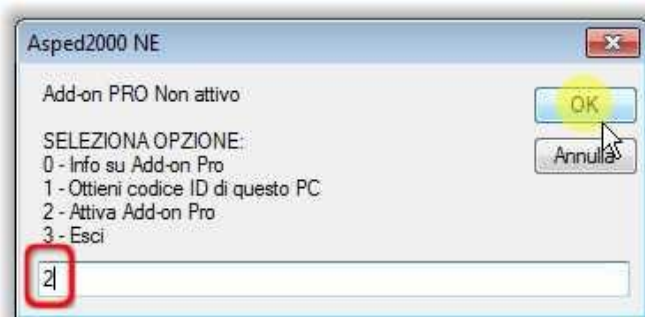 Asped2000 NE
Add-on PRO Non attivo
OK
SELEZIONA OPZIONE:
Annulla
0 - Info su Add-on Pro
1 - Ottieni codice ID di questo PC
2 - Attiva Add-on Pro
3 - Esci
2